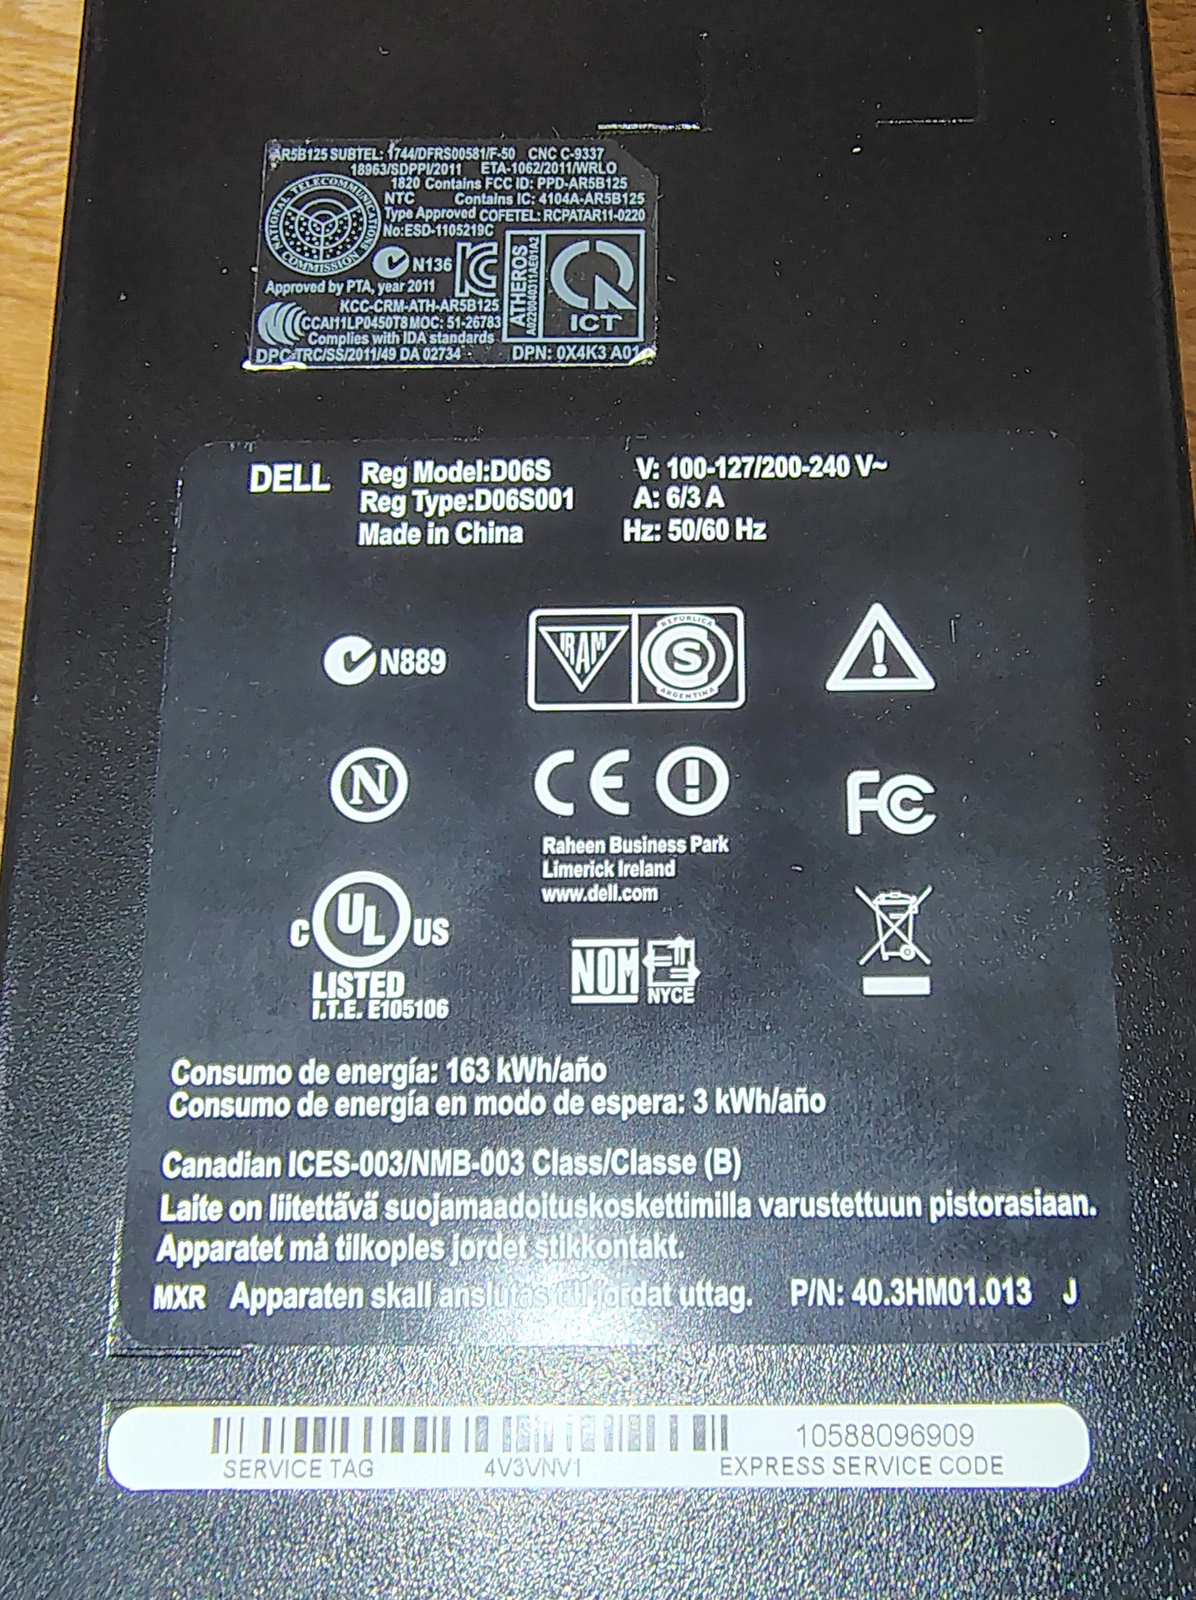 AR5B125 SUBTEL: 1744/DFRS00581/F-50 CNC C-9337
18963/SDPPI/2011 ETA-1062/2011/WRLO
1820 Contains FCC ID: PPD-AR5B125
NTC Contains IC: 4104A-AR5B125
Type Approved COFETEL: RCPATAR11-0220
No:ESD-1105219C
NATIONAL TELECOMMUNICATIONS COMMISSION
N136
Approved by PTA, year 2011
KCC-CRM-ATH-AR5B125
CCAI11LP0450T8 MOC: 51-26783
Complies with IDA standards
DPC:TRC/SS/2011/49 DA 02734
ATHEROS
A0220040311AE01A2
ICT
DPN: 0X4K3 A01
DELL
Reg Model:D06S
Reg Type:D06S001
Made in China
V: 100-127/200-240 V~
A: 6/3 A
Hz: 50/60 Hz
N889
IRAM
REPUBLICA
S
ARGENTINA
N
CE
FC
Raheen Business Park
Limerick Ireland
www.dell.com
C UL US
LISTED
I.T.E. E105106
NOM
NYCE
Consumo de energía: 163 kWh/año
Consumo de energía en modo de espera: 3 kWh/año
Canadian ICES-003/NMB-003 Class/Classe (B)
Laite on liitettävä suojamaadoituskoskettimilla varustettuun pistorasiaan.
Apparatet må tilkoples jordet stikkontakt.
MXR Apparaten skall anslutas till jordat uttag. P/N: 40.3HM01.013 J
10588096909
SERVICE TAG 4V3VNV1 EXPRESS SERVICE CODE